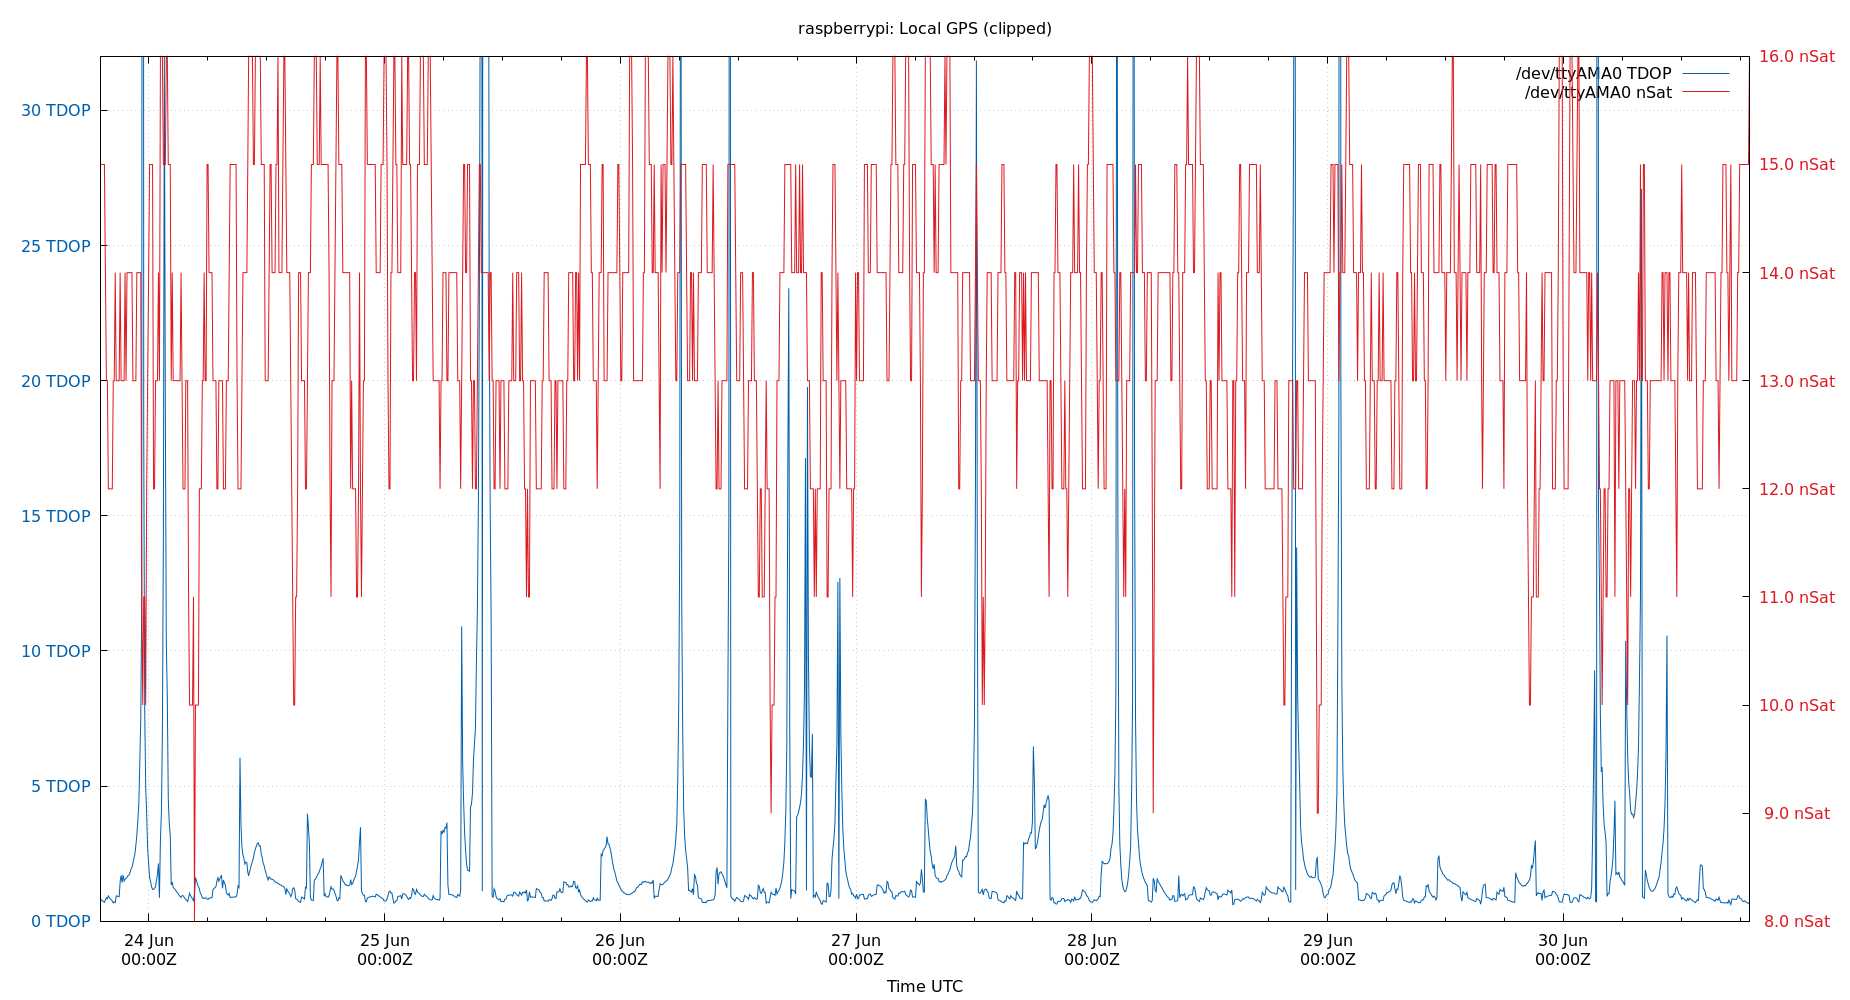 raspberrypi: Local GPS (clipped)
/dev/ttyAMA0 TDOP
/dev/ttyAMA0 nSat
30 TDOP
25 TDOP
20 TDOP
15 TDOP
10 TDOP
5 TDOP
0 TDOP
16.0 nSat
15.0 nSat
14.0 nSat
13.0 nSat
12.0 nSat
11.0 nSat
10.0 nSat
9.0 nSat
8.0 nSat
24 Jun
00:00Z
25 Jun
00:00Z
26 Jun
00:00Z
27 Jun
00:00Z
28 Jun
00:00Z
29 Jun
00:00Z
30 Jun
00:00Z
Time UTC